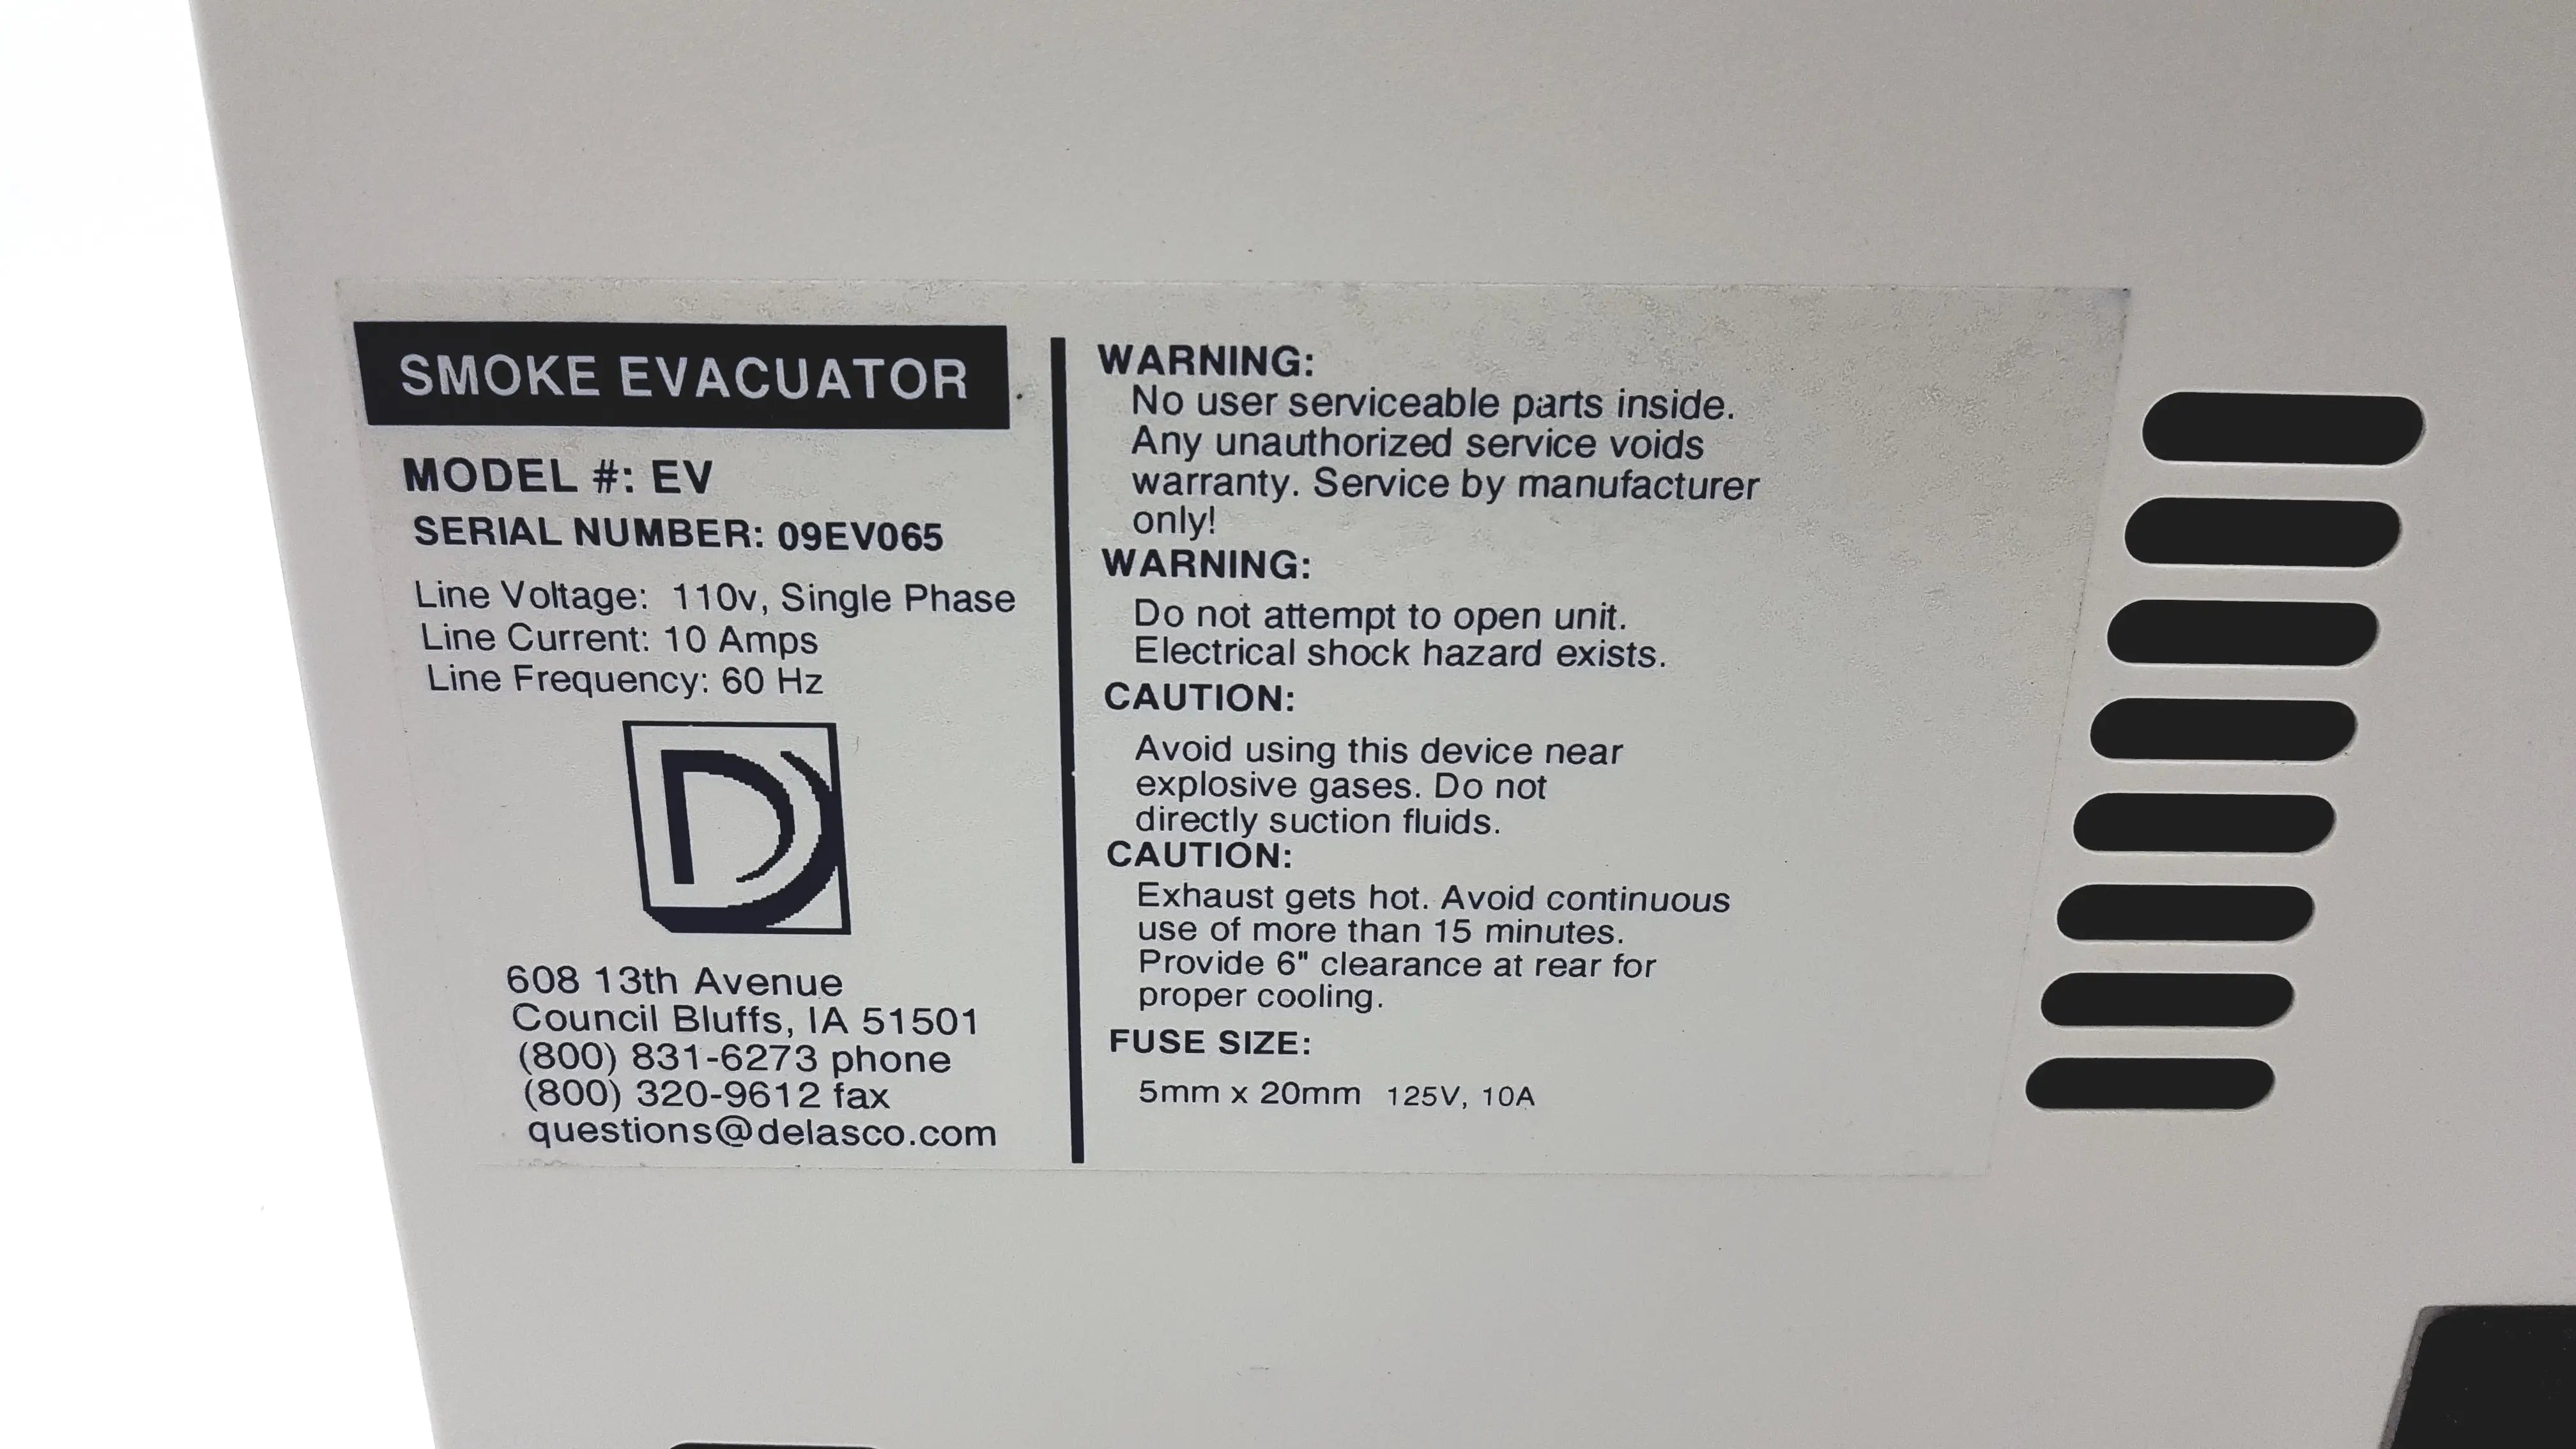 SMOKE EVACUATOR
MODEL #: EV
SERIAL NUMBER: 09EV065
Line Voltage: 110v, Single Phase
Line Current: 10 Amps
Line Frequency: 60 Hz
D
608 13th Avenue
Council Bluffs, IA 51501
(800) 831-6273 phone
(800) 320-9612 fax
questions@delasco.com
WARNING:
No user serviceable parts inside.
Any unauthorized service voids
warranty. Service by manufacturer
only!
WARNING:
Do not attempt to open unit.
Electrical shock hazard exists.
CAUTION:
Avoid using this device near
explosive gases. Do not
directly suction fluids.
CAUTION:
Exhaust gets hot. Avoid continuous
use of more than 15 minutes.
Provide 6" clearance at rear for
proper cooling.
FUSE SIZE:
5mm x 20mm 125V, 10A